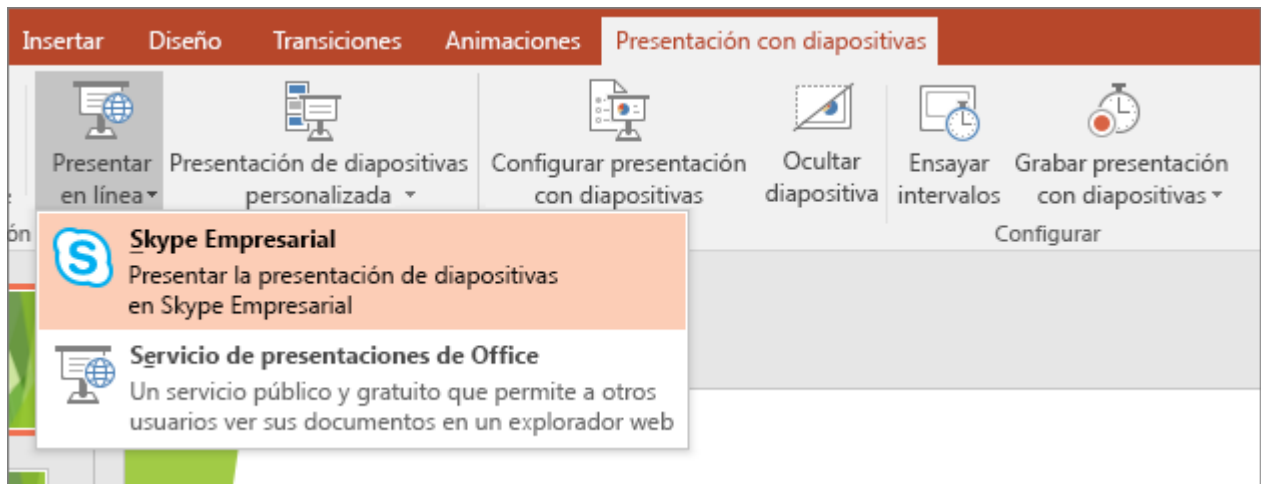 Insertar Diseño Transiciones Animaciones Presentación con diapositivas
Presentar en línea
Presentación de diapositivas personalizada
Configurar presentación con diapositivas
Ocultar diapositiva
Ensayar intervalos
Grabar presentación con diapositivas
Configurar
Skype Empresarial
Presentar la presentación de diapositivas
en Skype Empresarial
Servicio de presentaciones de Office
Un servicio público y gratuito que permite a otros
usuarios ver sus documentos en un explorador web